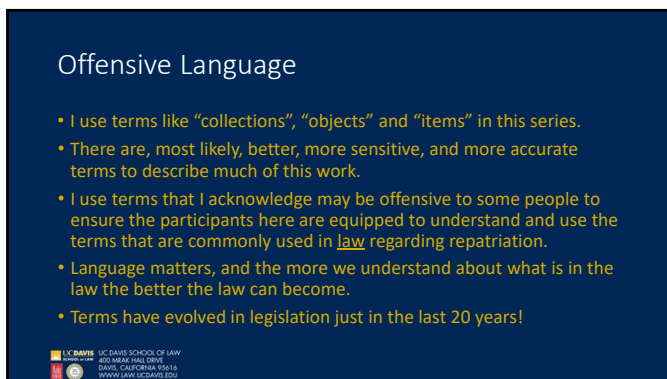 Offensive Language
• I use terms like “collections”, “objects” and “items” in this series.
• There are, most likely, better, more sensitive, and more accurate
terms to describe much of this work.
• I use terms that I acknowledge may be offensive to some people to
ensure the participants here are equipped to understand and use the
terms that are commonly used in law regarding repatriation.
• Language matters, and the more we understand about what is in the
law the better the law can become.
• Terms have evolved in legislation just in the last 20 years!
UCDAVIS
SCHOOL OF LAW
UC DAVIS SCHOOL OF LAW
400 MRAK HALL DRIVE
DAVIS, CALIFORNIA 95616
WWW.LAW.UCDAVIS.EDU